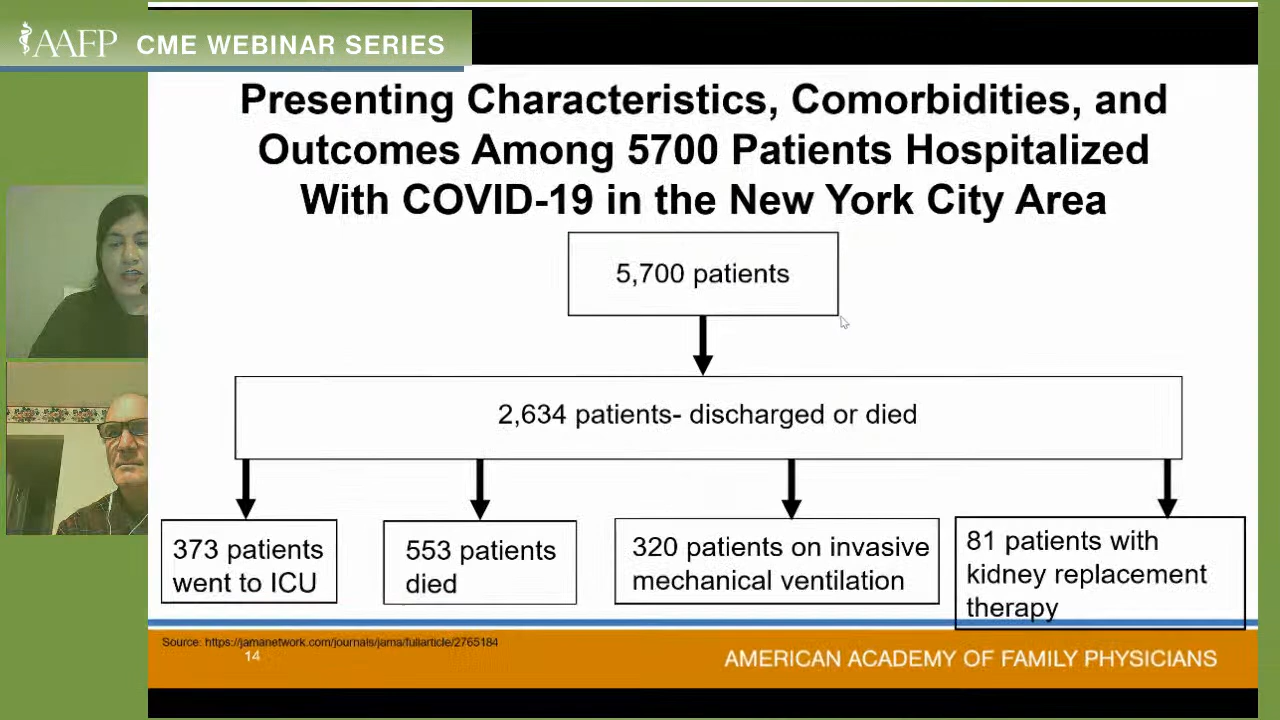 AAFP CME WEBINAR SERIES
Presenting Characteristics, Comorbidities, and
Outcomes Among 5700 Patients Hospitalized
With COVID-19 in the New York City Area
5,700 patients
2,634 patients- discharged or died
373 patients
went to ICU
553 patients
died
320 patients on invasive
mechanical ventilation
81 patients with
kidney replacement
therapy
Source: https://jamanetwork.com/journals/jama/fullarticle/2765184
14
AMERICAN ACADEMY OF FAMILY PHYSICIANS